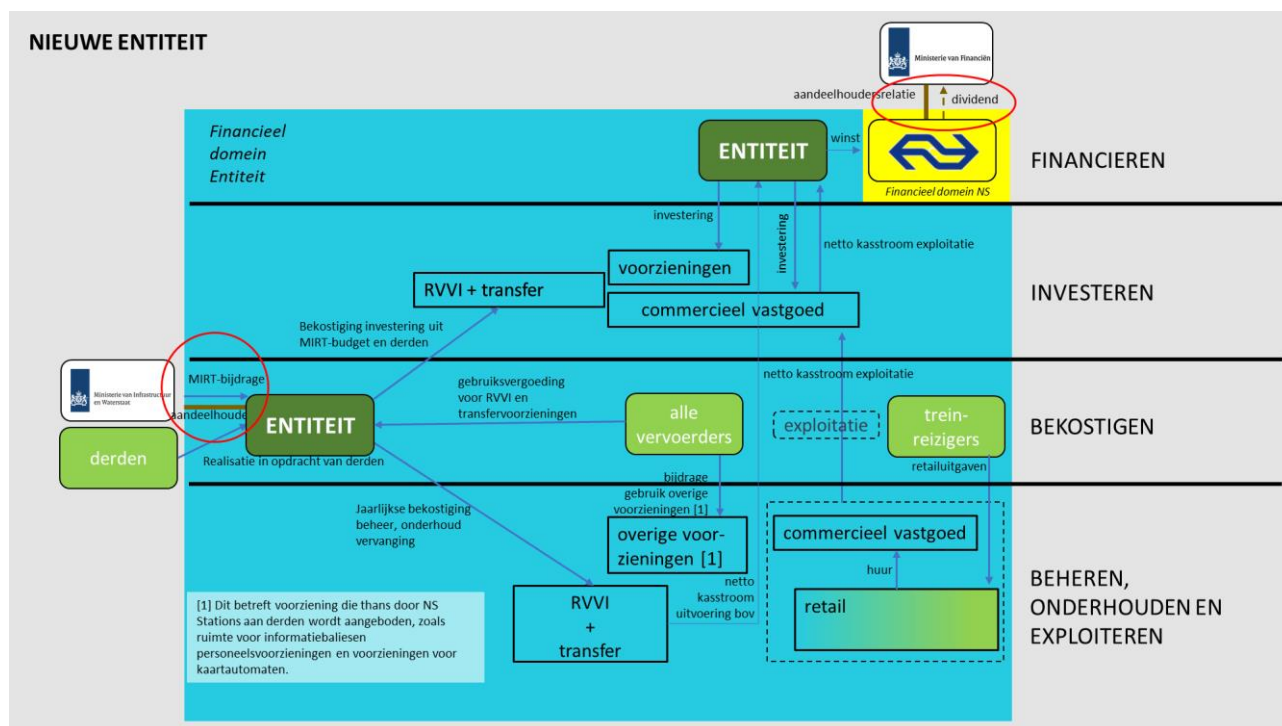 NIEUWE ENTITEIT
Ministerie van Financiën
aandeelhoudersrelatie
dividend
Financieel
domein
Entiteit
ENTITEIT
winst
Financieel domein NS
FINANCIEREN
investering
investering
netto kasstroom exploitatie
voorzieningen
RVVI + transfer
commercieel vastgoed
INVESTEREN
Bekostiging investering uit
MIRT-budget en derden
MIRT-bijdrage
Ministerie van Infrastructuur
en Waterstaat
aandeelhoude
derden
ENTITEIT
Realisatie in opdracht van derden
gebruiksvergoeding
voor RVVI en
transfervoorzieningen
alle
vervoerders
netto kasstroom exploitatie
exploitatie
trein-
reizigers
retailuitgaven
BEKOSTIGEN
Jaarlijkse bekostiging
beheer, onderhoud
vervanging
bijdrage
gebruik overige
voorzieningen [1]
overige voor-
zieningen [1]
commercieel vastgoed
huur
retail
netto
kasstroom
uitvoering bov
RVVI
+
transfer
BEHEREN,
ONDERHOUDEN EN
EXPLOITEREN
[1] Dit betreft voorziening die thans door NS
Stations aan derden wordt aangeboden, zoals
ruimte voor informatiebaliesen
personeelsvoorzieningen en voorzieningen voor
kaartautomaten.